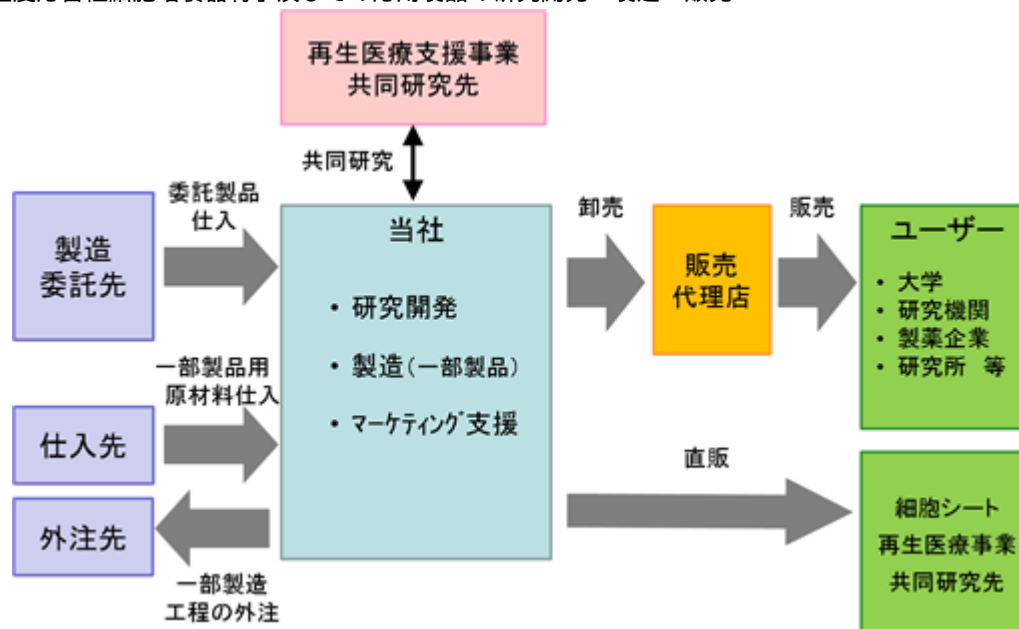 再生医療支援事業
共同研究先
共同研究
委託製品
仕入
製造
委託先
当社
・研究開発
・製造（一部製品）
・マーケティング支援
卸売
販売
代理店
販売
ユーザー
・大学
・研究機関
・製薬企業
・研究所 等
一部製品用
原材料仕入
仕入先
外注先
一部製造
工程の外注
直販
細胞シート
再生医療事業
共同研究先